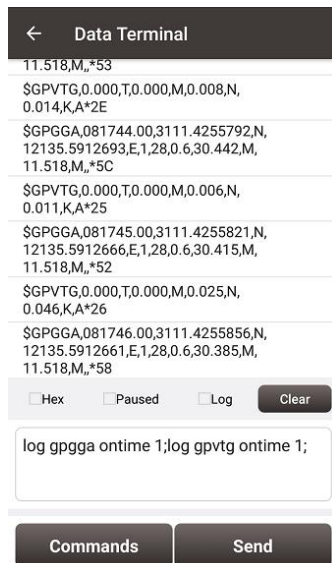 Data Terminal
11.518,M,,*53
$GPVTG,0.000,T,0.000,M,0.008,N,
0.014,K,A*2E
$GPGGA,081744.00,3111.4255792,N,
12135.5912693,E,1,28,0.6,30.442,M,
11.518,M,,*5C
$GPVTG,0.000,T,0.000,M,0.006,N,
0.011,K,A*25
$GPGGA,081745.00,3111.4255821,N,
12135.5912666,E,1,28,0.6,30.415,M,
11.518,M,,*52
$GPVTG,0.000,T,0.000,M,0.025,N,
0.046,K,A*26
$GPGGA,081746.00,3111.4255856,N,
12135.5912661,E,1,28,0.6,30.385,M,
11.518,M,,*58
Hex Paused Log Clear
log gpgga ontime 1;log gpvtg ontime 1;
Commands Send